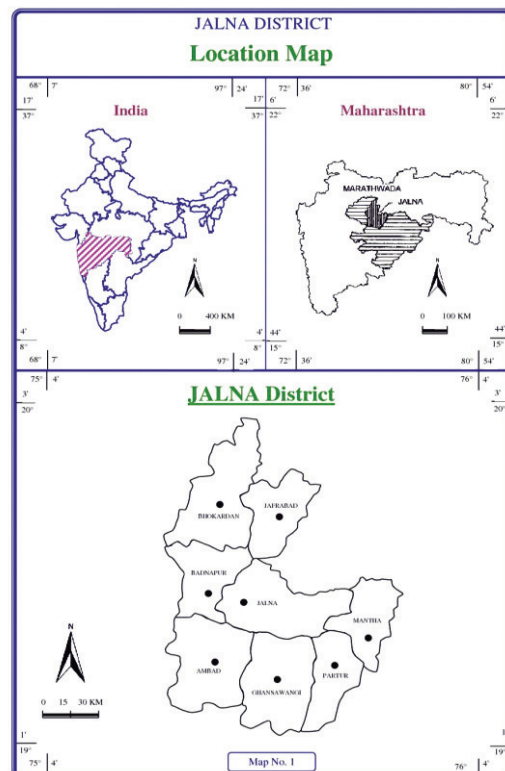 JALNA DISTRICT
Location Map
68° 7' 97° 24' 72° 36' 80° 54'
17' 17' 6' 6'
37° 37° 22° 22°
India Maharashtra
MARATHWADA
JALNA
N N
0 400 KM 0 100 KM
4' 4' 44' 44'
8° 8° 15° 15°
68° 7' 97° 24' 72° 36' 80° 54'
75° 4' 76° 4'
3' 3'
20° 20°
JALNA District
BHOKARDAN
JAFRABAD
BADNAPUR
JALNA
MANTHA
AMBAD
PARTUR
GHANSAWANGI
N
0 15 30 KM
1' 1'
19° 19°
75° 4' Map No. 1 76° 4'